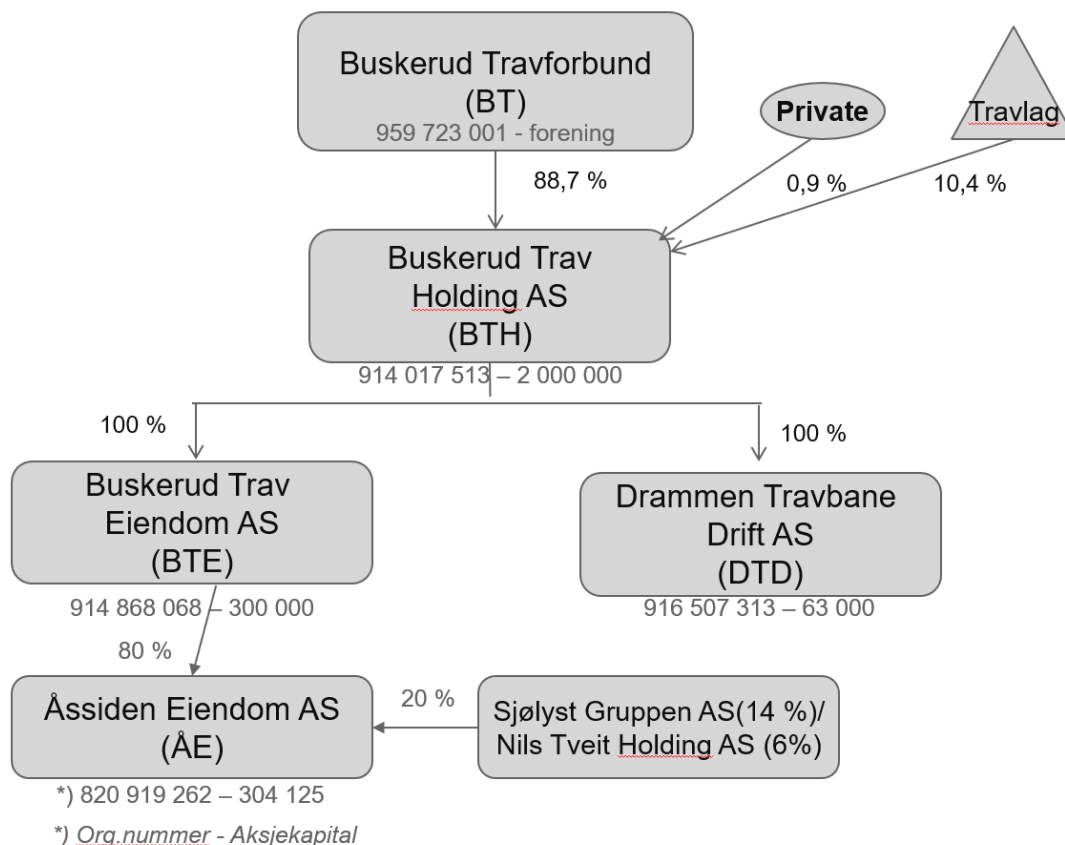 Buskerud Travforbund
(BT)
959 723 001 - forening
Private
Travlag
88,7 %
0,9 %
10,4 %
Buskerud Trav
Holding AS
(BTH)
914 017 513 – 2 000 000
100 %
100 %
Buskerud Trav
Eiendom AS
(BTE)
914 868 068 – 300 000
Drammen Travbane
Drift AS
(DTD)
916 507 313 – 63 000
80 %
Åssiden Eiendom AS
(ÅE)
20 %
Sjølyst Gruppen AS(14 %)/
Nils Tveit Holding AS (6%)
*) 820 919 262 – 304 125
*) Org.nummer - Aksjekapital